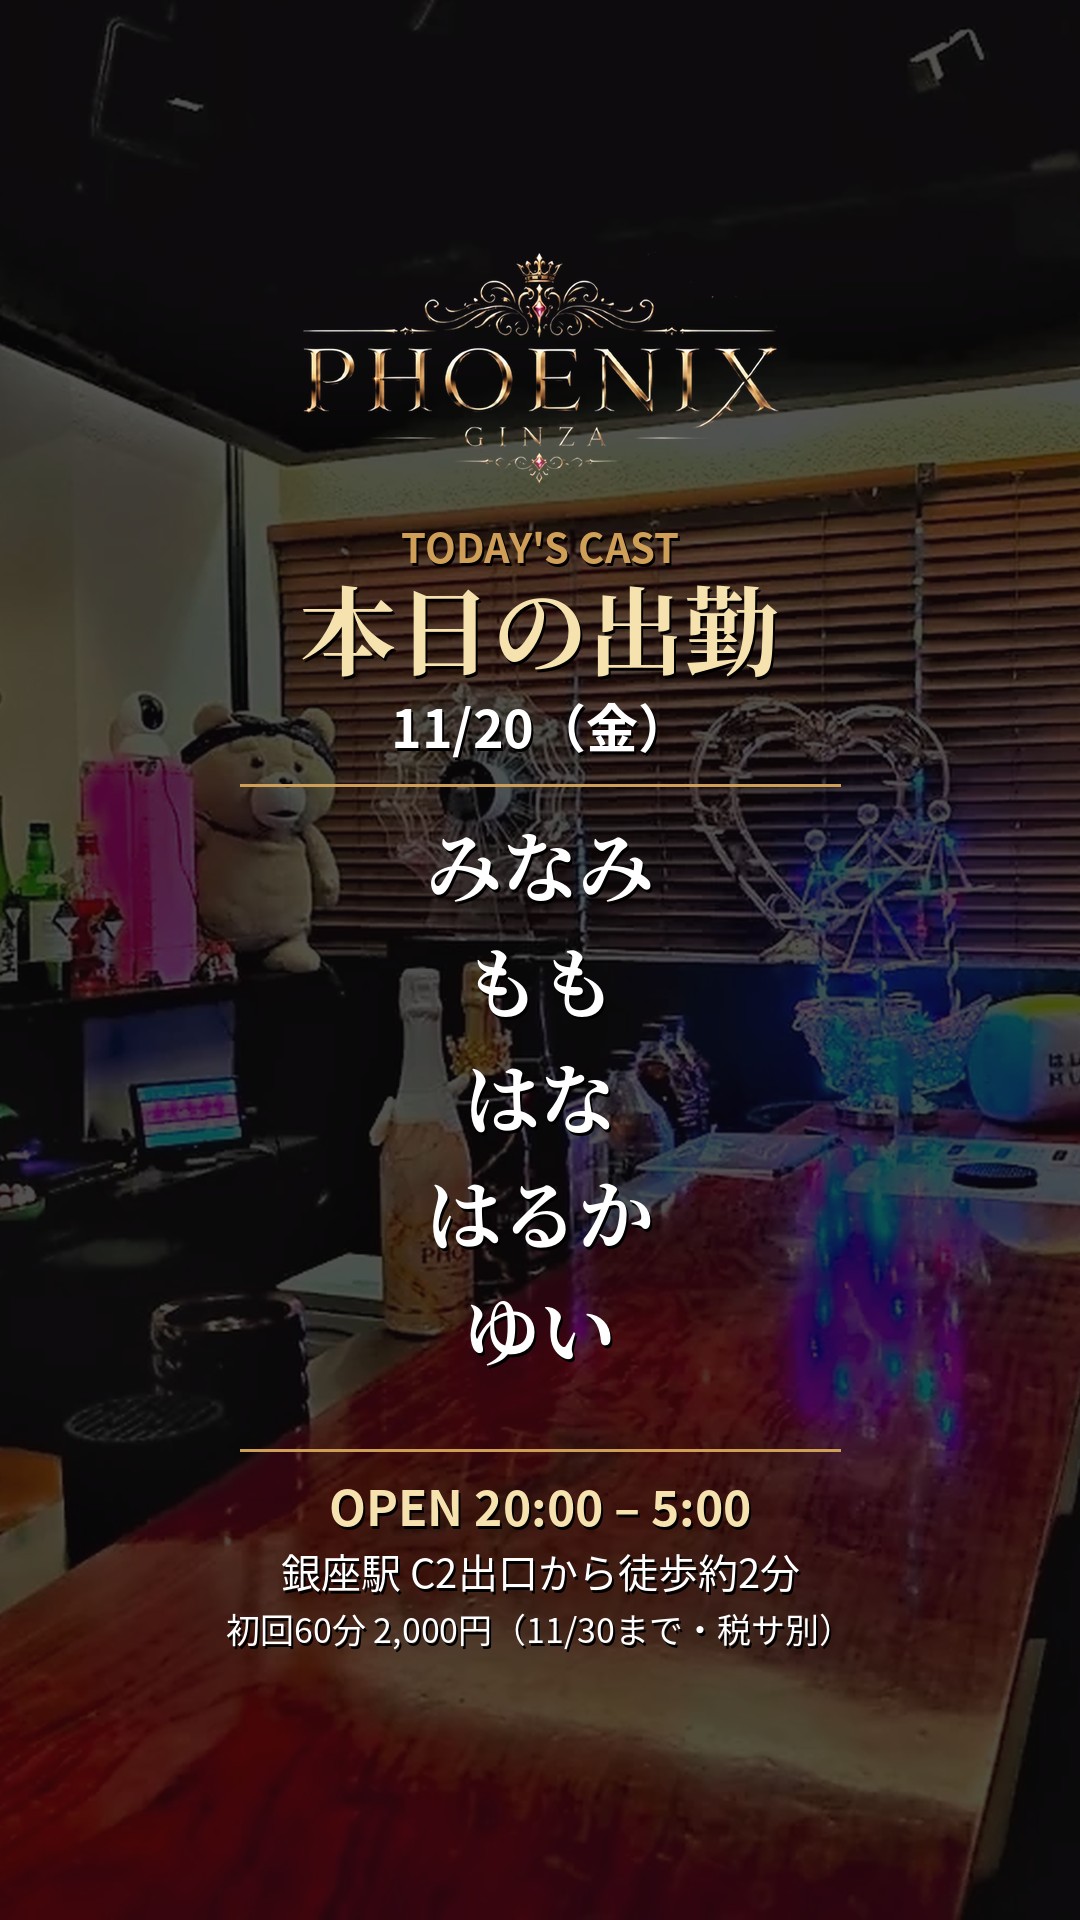 PHOENIX
GINZA
TODAY'S CAST
本日の出勤
11/20（金）
みなみ
もも
はな
はるか
ゆい
OPEN 20:00 – 5:00
銀座駅 C2出口から徒歩約2分
初回60分 2,000円（11/30まで・税サ別）